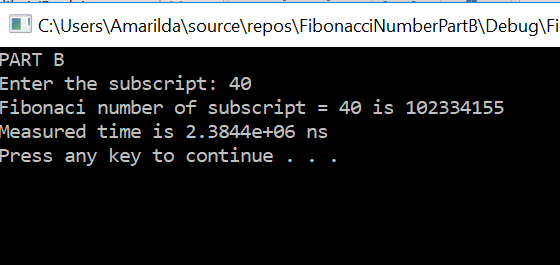 C:\Users\Amarilda\source\repos\FibonacciNumberPartB\Debug\Fi
PART B
Enter the subscript: 40
Fibonaci number of subscript = 40 is 102334155
Measured time is 2.3844e+06 ns
Press any key to continue . . .